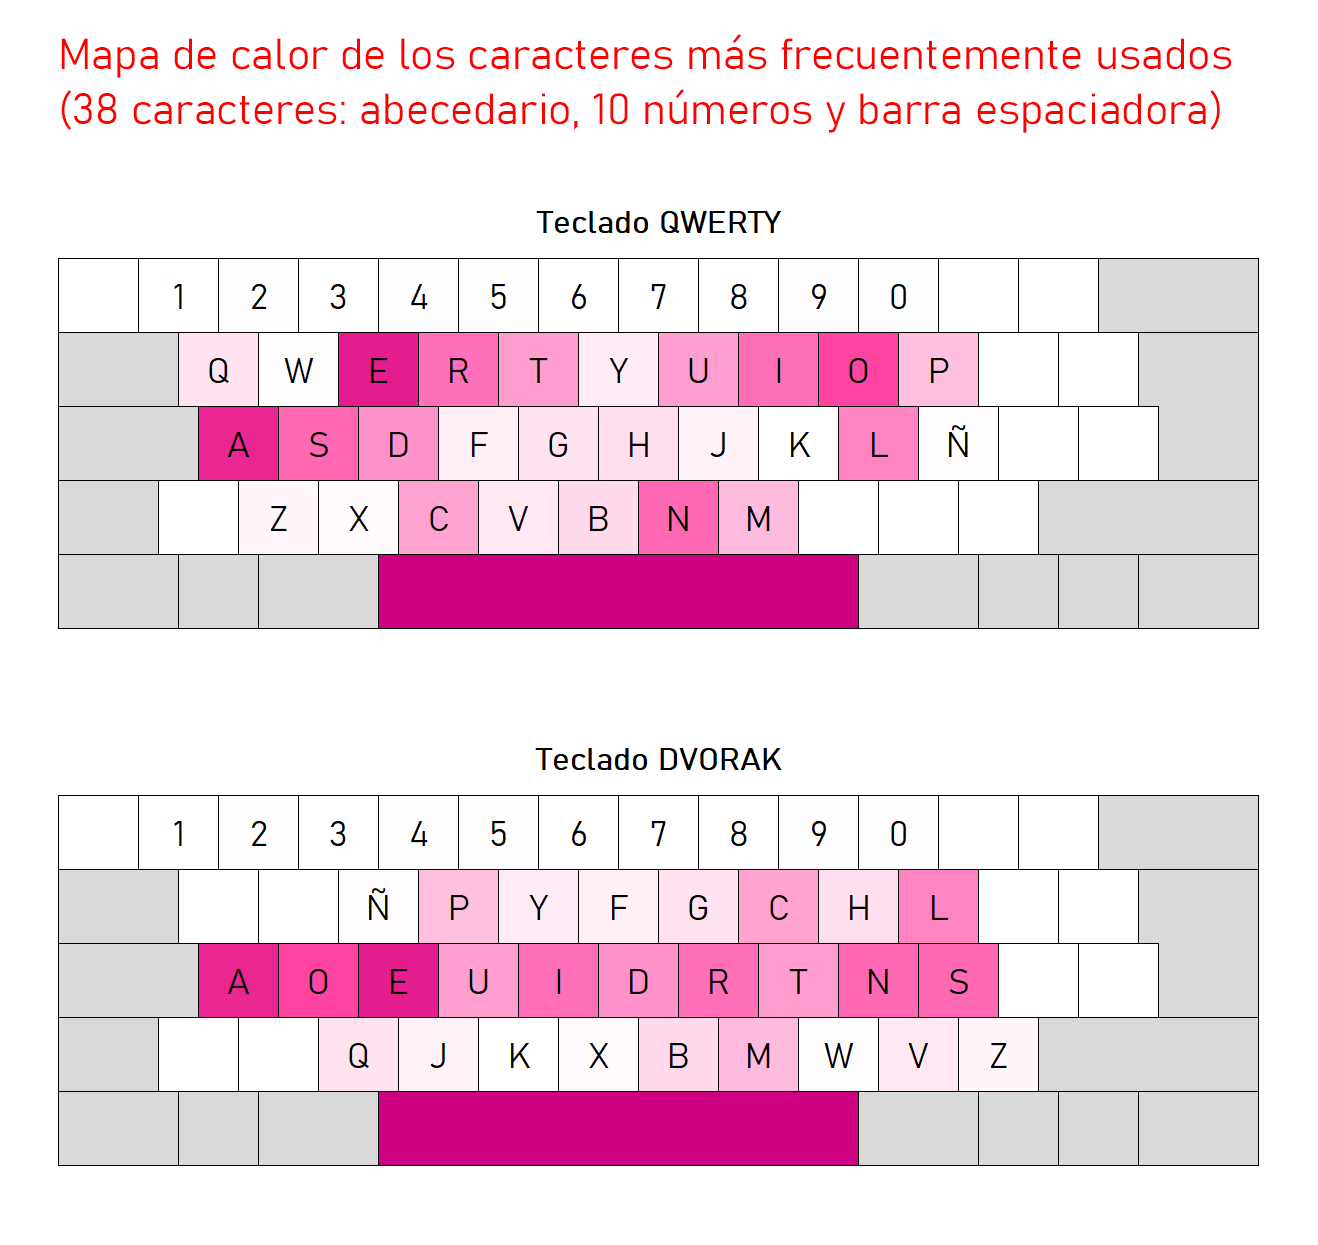 Mapa de calor de los caracteres más frecuentemente usados
(38 caracteres: abecedario, 10 números y barra espaciadora)
Teclado QWERTY
1 2 3 4 5 6 7 8 9 0
Q W E R T Y U I O P
A S D F G H J K L Ñ
Z X C V B N M
Teclado DVORAK
1 2 3 4 5 6 7 8 9 0
Ñ P Y F G C H L
A O E U I D R T N S
Q J K X B M W V Z